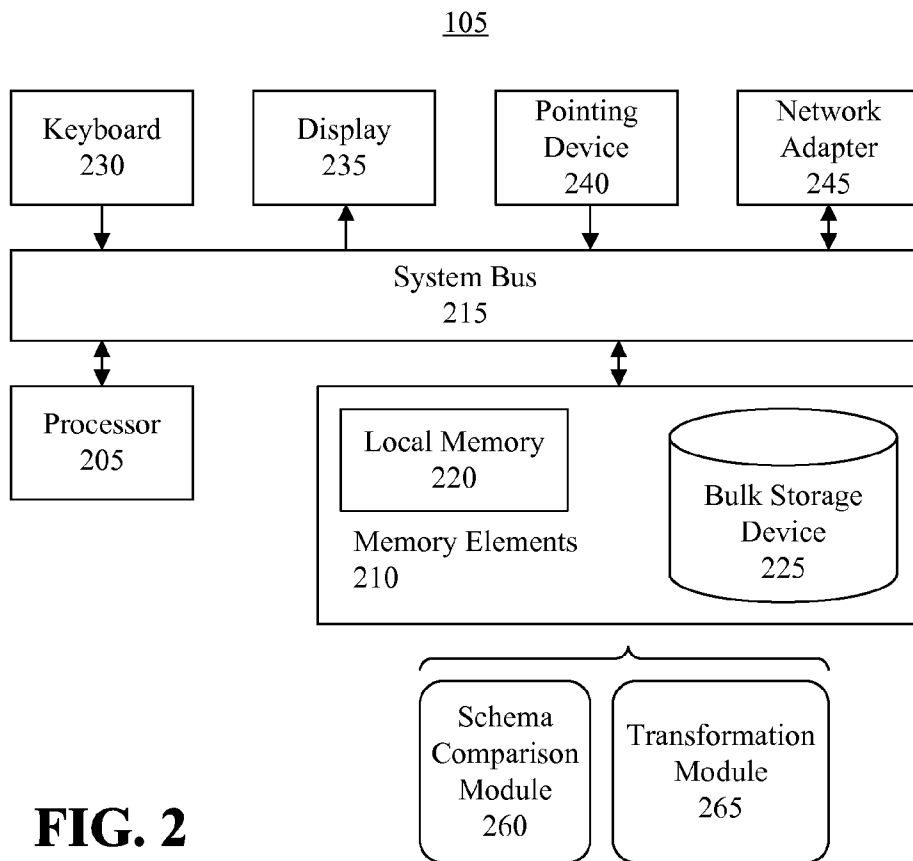 105
Keyboard
230
Display
235
Pointing
Device
240
Network
Adapter
245
System Bus
215
Processor
205
Local Memory
220
Memory Elements
210
Bulk Storage
Device
225
Schema
Comparison
Module
260
Transformation
Module
265
FIG. 2